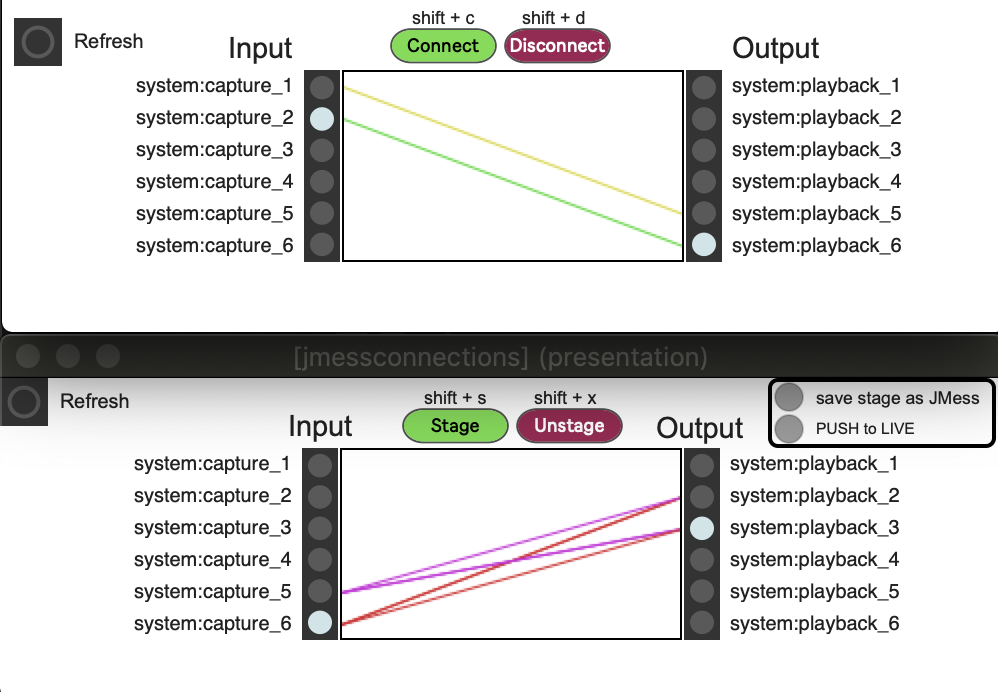 shift + c shift + d
Refresh Input Connect Disconnect Output
system:capture_1 system:playback_1
system:capture_2 system:playback_2
system:capture_3 system:playback_3
system:capture_4 system:playback_4
system:capture_5 system:playback_5
system:capture_6 system:playback_6
[jmessconnections] (presentation)
Refresh shift + s shift + x save stage as JMess
Input Stage Unstage Output PUSH to LIVE
system:capture_1 system:playback_1
system:capture_2 system:playback_2
system:capture_3 system:playback_3
system:capture_4 system:playback_4
system:capture_5 system:playback_5
system:capture_6 system:playback_6